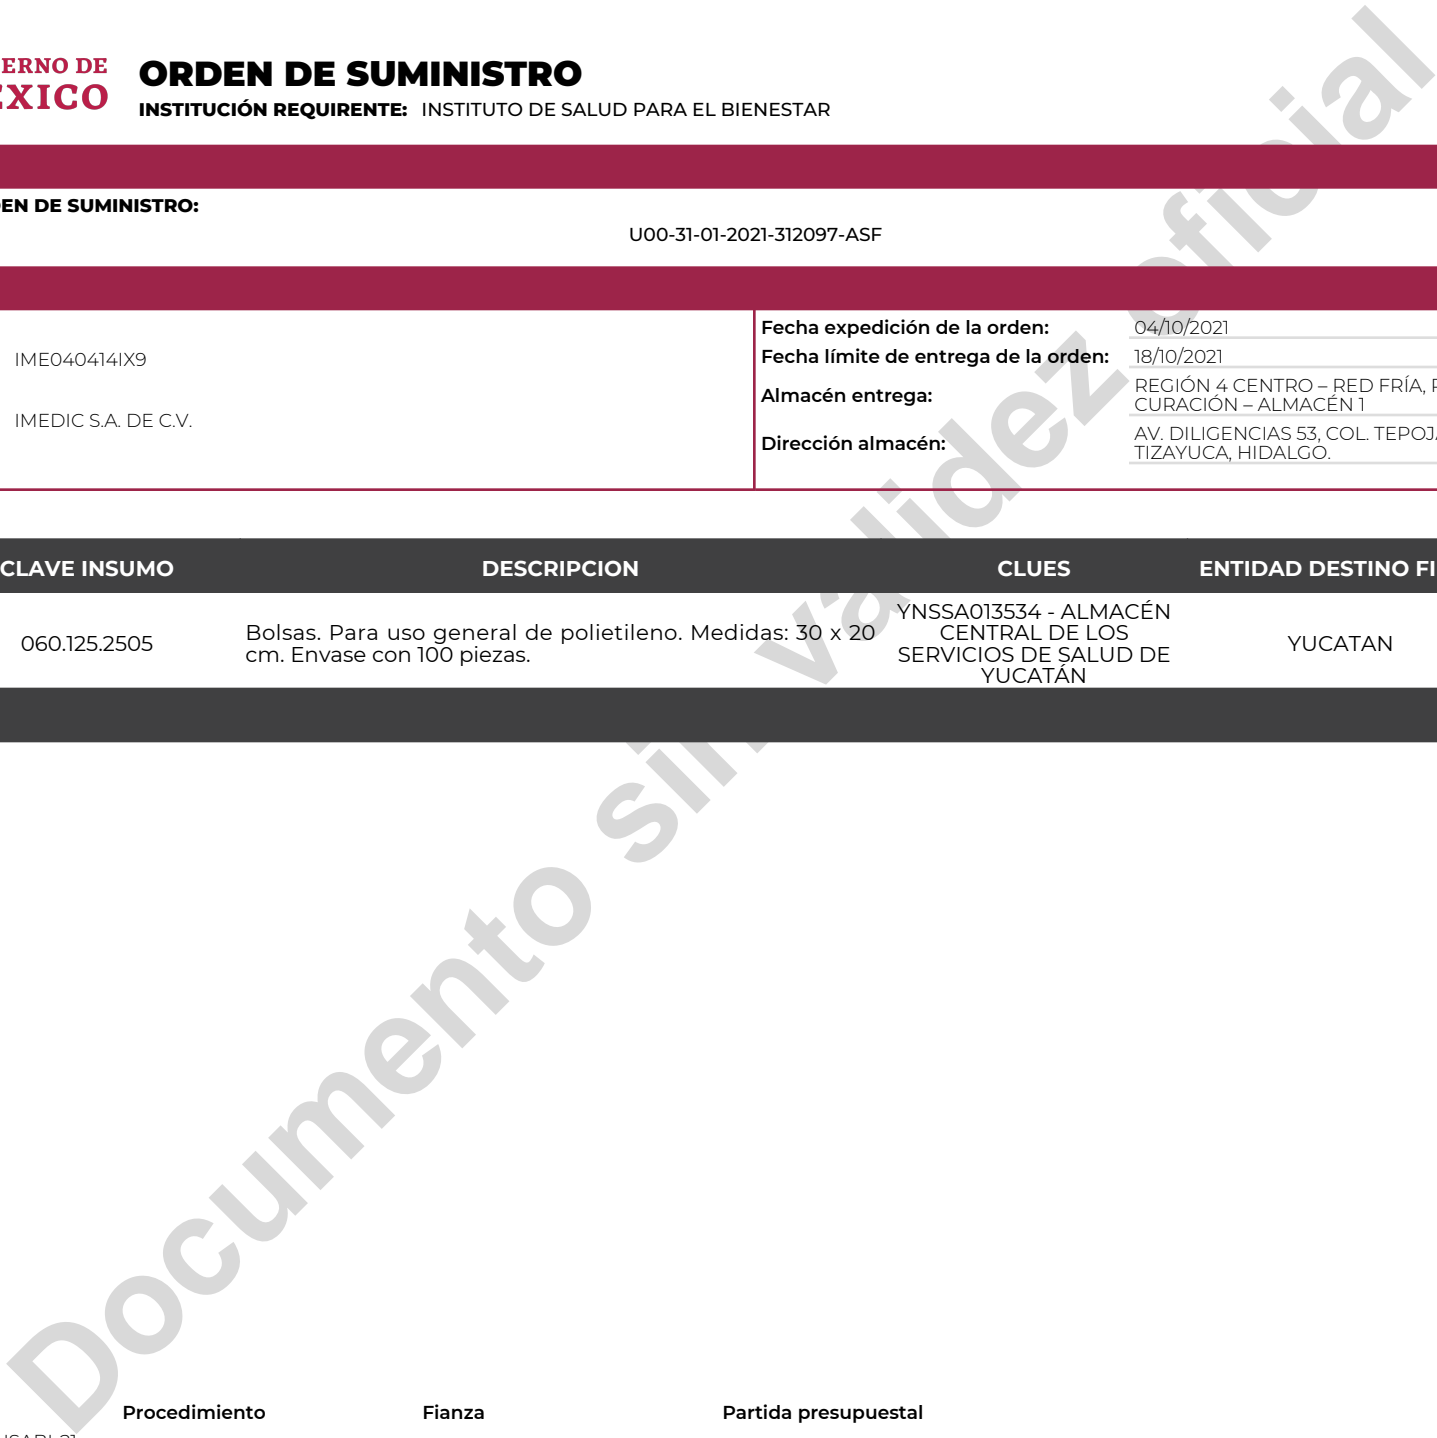 ERNO DE
EXICO
ORDEN DE SUMINISTRO
INSTITUCIÓN REQUIRENTE: INSTITUTO DE SALUD PARA EL BIENESTAR
EN DE SUMINISTRO:
U00-31-01-2021-312097-ASF
IME040414IX9
IMEDIC S.A. DE C.V.
Fecha expedición de la orden: 04/10/2021
Fecha límite de entrega de la orden: 18/10/2021
Almacén entrega: REGIÓN 4 CENTRO – RED FRÍA,
CURACIÓN – ALMACÉN 1
Dirección almacén: AV. DILIGENCIAS 53, COL. TEPOJ
TIZAYUCA, HIDALGO.
CLAVE INSUMO DESCRIPCION CLUES ENTIDAD DESTINO FI
060.125.2505
Bolsas. Para uso general de polietileno. Medidas: 30 x 20
cm. Envase con 100 piezas.
YNSSA013534 - ALMACÉN
CENTRAL DE LOS
SERVICIOS DE SALUD DE
YUCATÁN
YUCATAN
Documento sin validez oficial
Procedimiento Fianza Partida presupuestal